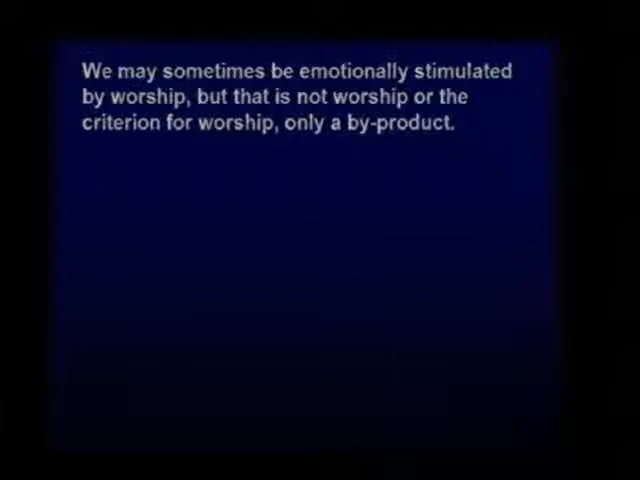 We may sometimes be emotionally stimulated
by worship, but that is not worship or the
criterion for worship, only a by-product.